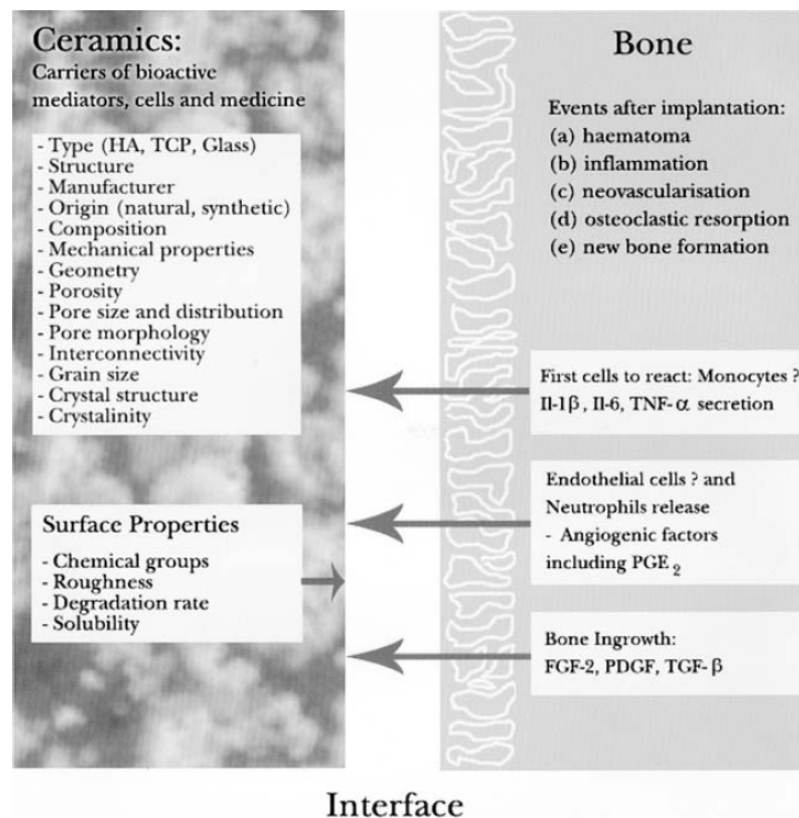 Ceramics:
Carriers of bioactive
mediators, cells and medicine
- Type (HA, TCP, Glass)
- Structure
- Manufacturer
- Origin (natural, synthetic)
- Composition
- Mechanical properties
- Geometry
- Porosity
- Pore size and distribution
- Pore morphology
- Interconnectivity
- Grain size
- Crystal structure
- Crystallinity
Surface Properties
- Chemical groups
- Roughness
- Degradation rate
- Solubility
Bone
Events after implantation:
(a) haematoma
(b) inflammation
(c) neovascularisation
(d) osteoclastic resorption
(e) new bone formation
First cells to react: Monocytes ?
Il-1β, Il-6, TNF-α secretion
Endothelial cells ? and
Neutrophils release
- Angiogenic factors
including PGE₂
Bone Ingrowth:
FGF-2, PDGF, TGF-β
Interface